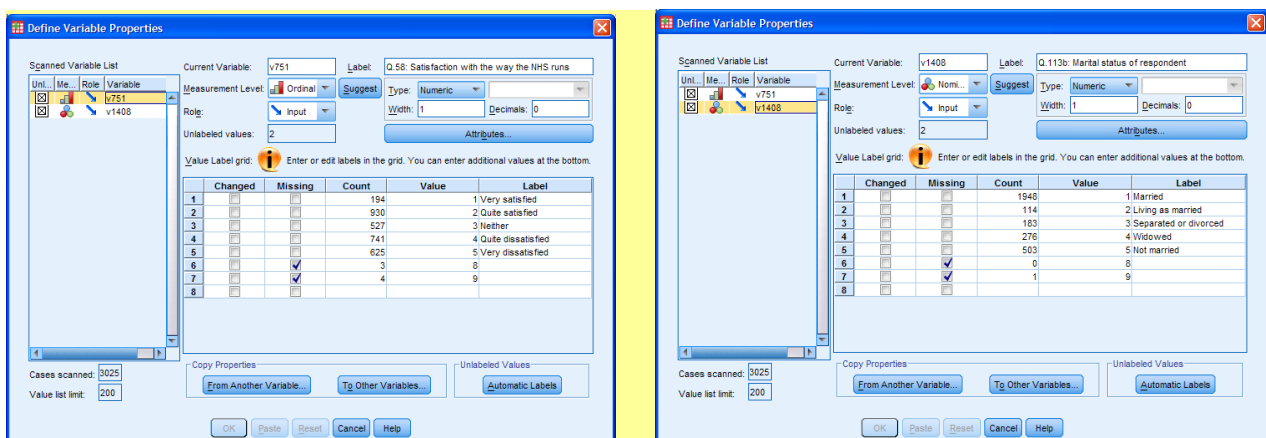 Define Variable Properties
Scanned Variable List
Current Variable: v751 Label: Q.58: Satisfaction with the way the NHS runs
Unl... Me... Role Variable
v751
v1408
Measurement Level: Ordinal Suggest Type: Numeric
Role: Input Width: 1 Decimals: 0
Unlabeled values: 2 Attributes...
Value Label grid: Enter or edit labels in the grid. You can enter additional values at the bottom.
Changed Missing Count Value Label
1 194 1 Very satisfied
2 930 2 Quite satisfied
3 527 3 Neither
4 741 4 Quite dissatisfied
5 625 5 Very dissatisfied
6 3 8
7 4 9
8
Cases scanned: 3025
Value list limit: 200
Copy Properties
From Another Variable... To Other Variables...
Unlabeled Values
Automatic Labels
OK Paste Reset Cancel Help
Define Variable Properties
Scanned Variable List
Current Variable: v1408 Label: Q.113b: Marital status of respondent
Unl... Me... Role Variable
v751
v1408
Measurement Level: Nomi... Suggest Type: Numeric
Role: Input Width: 1 Decimals: 0
Unlabeled values: 2 Attributes...
Value Label grid: Enter or edit labels in the grid. You can enter additional values at the bottom.
Changed Missing Count Value Label
1 1948 1 Married
2 114 2 Living as married
3 183 3 Separated or divorced
4 276 4 Widowed
5 503 5 Not married
6 0 8
7 1 9
8
Cases scanned: 3025
Value list limit: 200
Copy Properties
From Another Variable... To Other Variables...
Unlabeled Values
Automatic Labels
OK Paste Reset Cancel Help